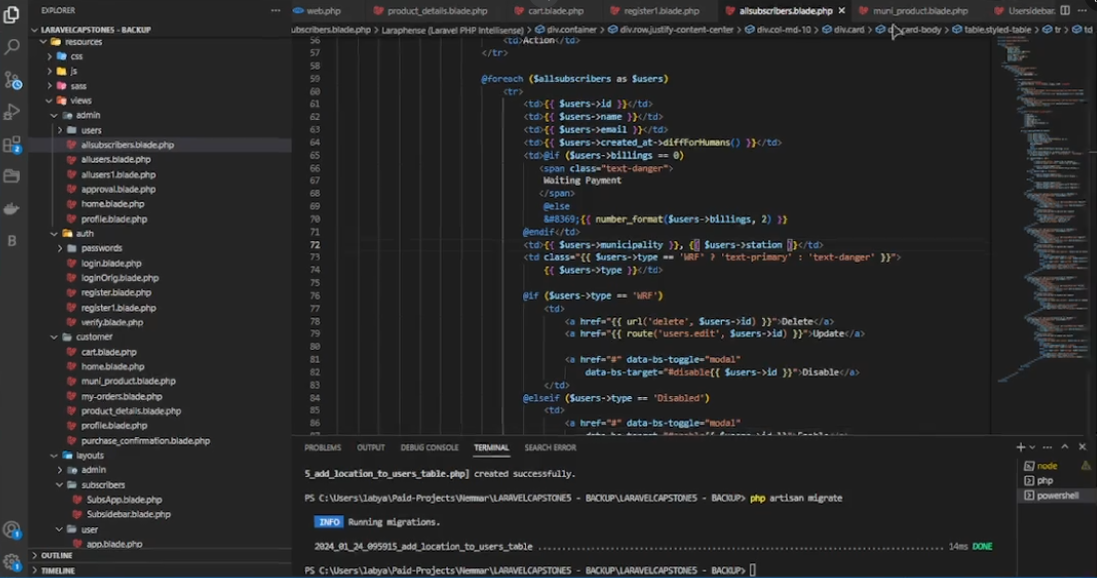 EXPLORER
web.php
product_details.blade.php
cart.blade.php
register1.blade.php
allsubscribers.blade.php
muni_product.blade.php
Usersidebar.
LARAVELCAPSTONES - BACKUP
resources
css
js
sass
views
admin
users
allsubscribers.blade.php
allusers.blade.php
allusers1.blade.php
approval.blade.php
home.blade.php
profile.blade.php
auth
passwords
login.blade.php
loginOrig.blade.php
register.blade.php
register1.blade.php
verify.blade.php
customer
cart.blade.php
home.blade.php
muni_product.blade.php
my-orders.blade.php
product_details.blade.php
profile.blade.php
purchase_confirmation.blade.php
layouts
admin
subscribers
SubsApp.blade.php
Subsidebar.blade.php
user
app.blade.php
OUTLINE
TIMELINE
ubscribers.blade.php > Laraphense (Laravel PHP Intellisense) > div.container > div.row.justify-content-center > div.col-md-10 > div.card > card-body > table.styled-table > tr > td
56 <td>Action</td>
57 </tr>
58
59 @foreach ($allsubscribers as $users)
60 <tr>
61 <td>{{ $users->id }}</td>
62 <td>{{ $users->name }}</td>
63 <td>{{ $users->email }}</td>
64 <td>{{ $users->created_at->diffForHumans() }}</td>
65 <td>@if ($users->billings == 0)
66 <span class="text-danger">
67 Waiting Payment
68 </span>
69 @else
70 &#8369;{{ number_format($users->billings, 2) }}
71 @endif</td>
72 <td>{{ $users->municipality }}, {{ $users->station }}</td>
73 <td class="{{ $users->type == 'WRF' ? 'text-primary' : 'text-danger' }}">
74 {{ $users->type }}</td>
75
76 @if ($users->type == 'WRF')
77 <td>
78 <a href="{{ url('delete', $users->id) }}">Delete</a>
79 <a href="{{ route('users.edit', $users->id) }}">Update</a>
80
81 <a href="#" data-bs-toggle="modal"
82 data-bs-target="#disable{{ $users->id }}">Disable</a>
83 </td>
84 @elseif ($users->type == 'Disabled')
85 <td>
86 <a href="#" data-bs-toggle="modal"
PROBLEMS
OUTPUT
DEBUG CONSOLE
TERMINAL
SEARCH ERROR
5_add_location_to_users_table.php] created successfully.
PS C:\Users\labya\Paid-Projects\Nemmar\LARAVELCAPSTONES - BACKUP\LARAVELCAPSTONES - BACKUP> php artisan migrate
INFO Running migrations.
2024_01_24_095915_add_location_to_users_table 14ms DONE
PS C:\Users\labya\Paid-Projects\Nemmar\LARAVELCAPSTONES - BACKUP\LARAVELCAPSTONES - BACKUP>
node
php
powershell